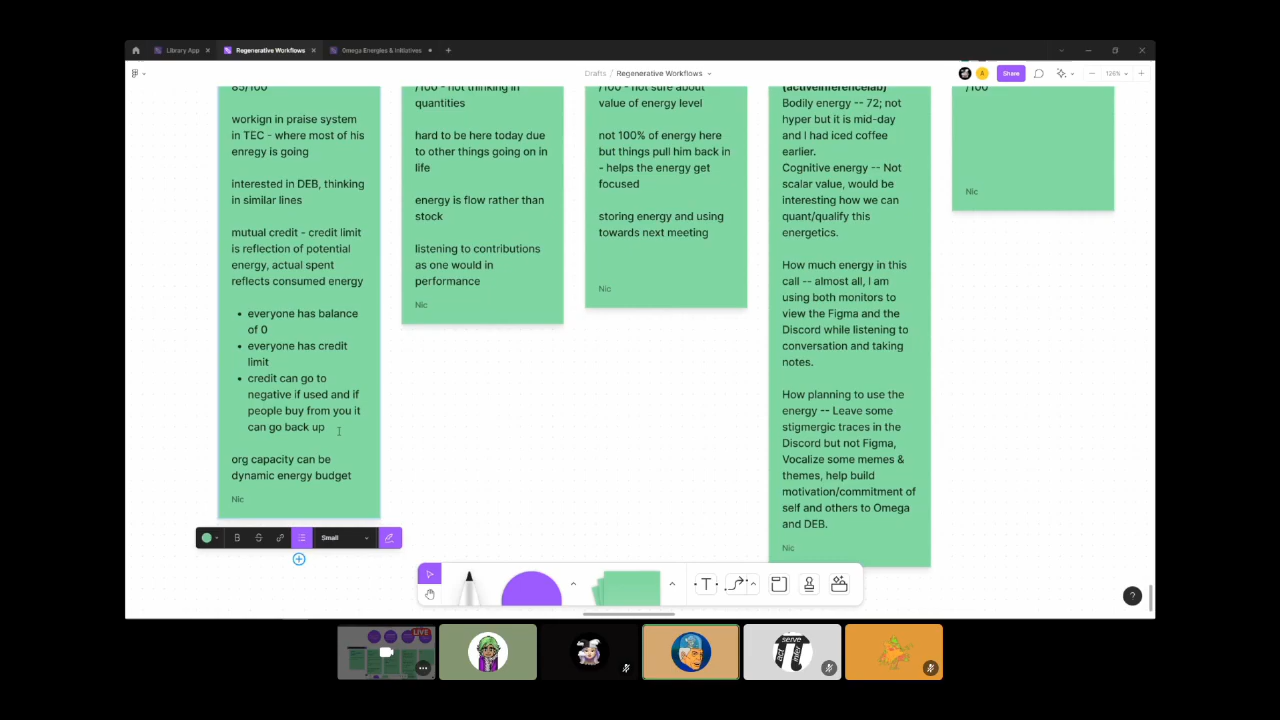 Library App
Regenerative Workflows
Omega Energies & Initiatives
Drafts / Regenerative Workflows
A
Share
126%
85/100
workign in praise system
in TEC - where most of his
enregy is going
interested in DEB, thinking
in similar lines
mutual credit - credit limit
is reflection of potential
energy, actual spent
reflects consumed energy
everyone has balance
of 0
everyone has credit
limit
credit can go to
negative if used and if
people buy from you it
can go back up
org capacity can be
dynamic energy budget
Nic
/100 - not thinking in
quantities
hard to be here today due
to other things going on in
life
energy is flow rather than
stock
listening to contributions
as one would in
performance
Nic
/100 - not sure about
value of energy level
not 100% of energy here
but things pull him back in
- helps the energy get
focused
storing energy and using
towards next meeting
Nic
(activeinferencelab)
Bodily energy -- 72; not
hyper but it is mid-day
and I had iced coffee
earlier.
Cognitive energy -- Not
scalar value, would be
interesting how we can
quant/qualify this
energetics.
How much energy in this
call -- almost all, I am
using both monitors to
view the Figma and the
Discord while listening to
conversation and taking
notes.
How planning to use the
energy -- Leave some
stigmergic traces in the
Discord but not Figma,
Vocalize some memes &
themes, help build
motivation/commitment of
self and others to Omega
and DEB.
Nic
/100
Nic
B
S
Small
T
?
LIVE
serve
act
infer